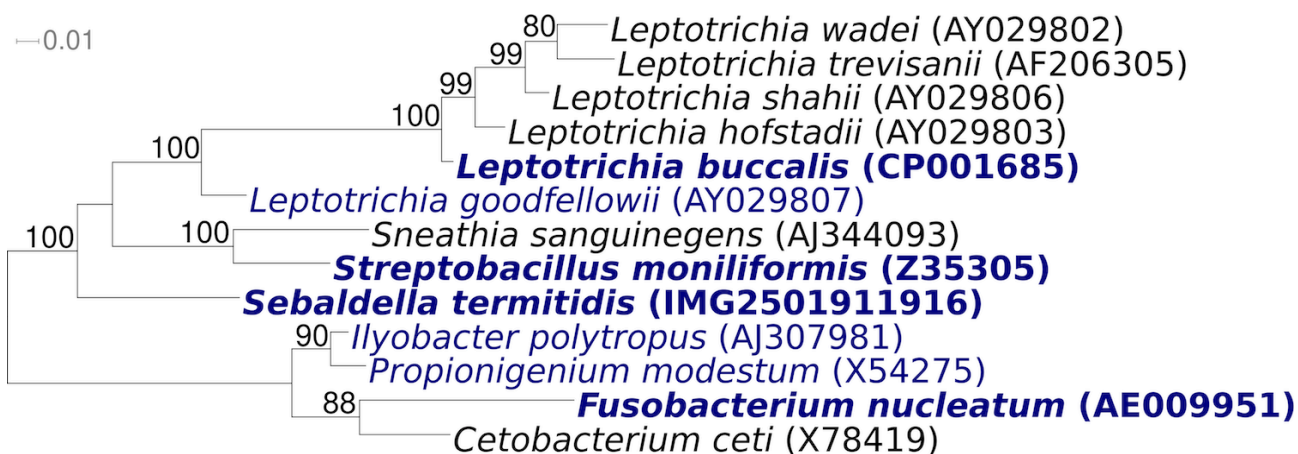 0.01
80
Leptotrichia wadei (AY029802)
99
Leptotrichia trevisanii (AF206305)
99
Leptotrichia shahii (AY029806)
100
Leptotrichia hofstadii (AY029803)
100
Leptotrichia buccalis (CP001685)
Leptotrichia goodfellowii (AY029807)
100
100
Sneathia sanguinegens (AJ344093)
Streptobacillus moniliformis (Z35305)
Sebaldella termitidis (IMG2501911916)
90
Ilyobacter polytropus (AJ307981)
Propionigenium modestum (X54275)
88
Fusobacterium nucleatum (AE009951)
Cetobacterium ceti (X78419)